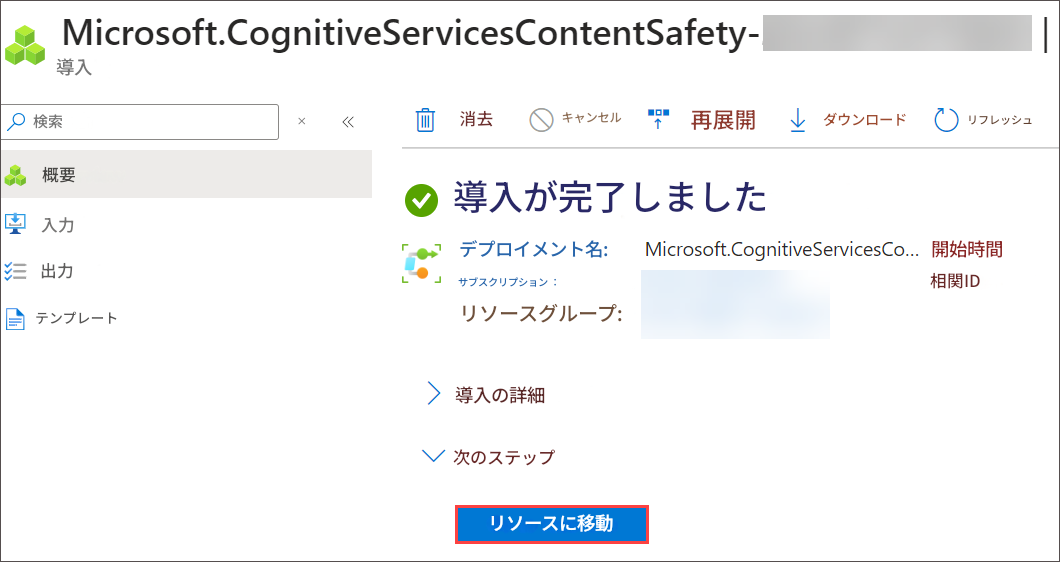 Microsoft.CognitiveServicesContentSafety-
導入
検索
消去
キャンセル
再展開
ダウンロード
リフレッシュ
概要
入力
出力
テンプレート
導入が完了しました
デプロイメント名: Microsoft.CognitiveServicesCo... 開始時間
サブスクリプション : 相関ID
リソースグループ:
導入の詳細
次のステップ
リソースに移動